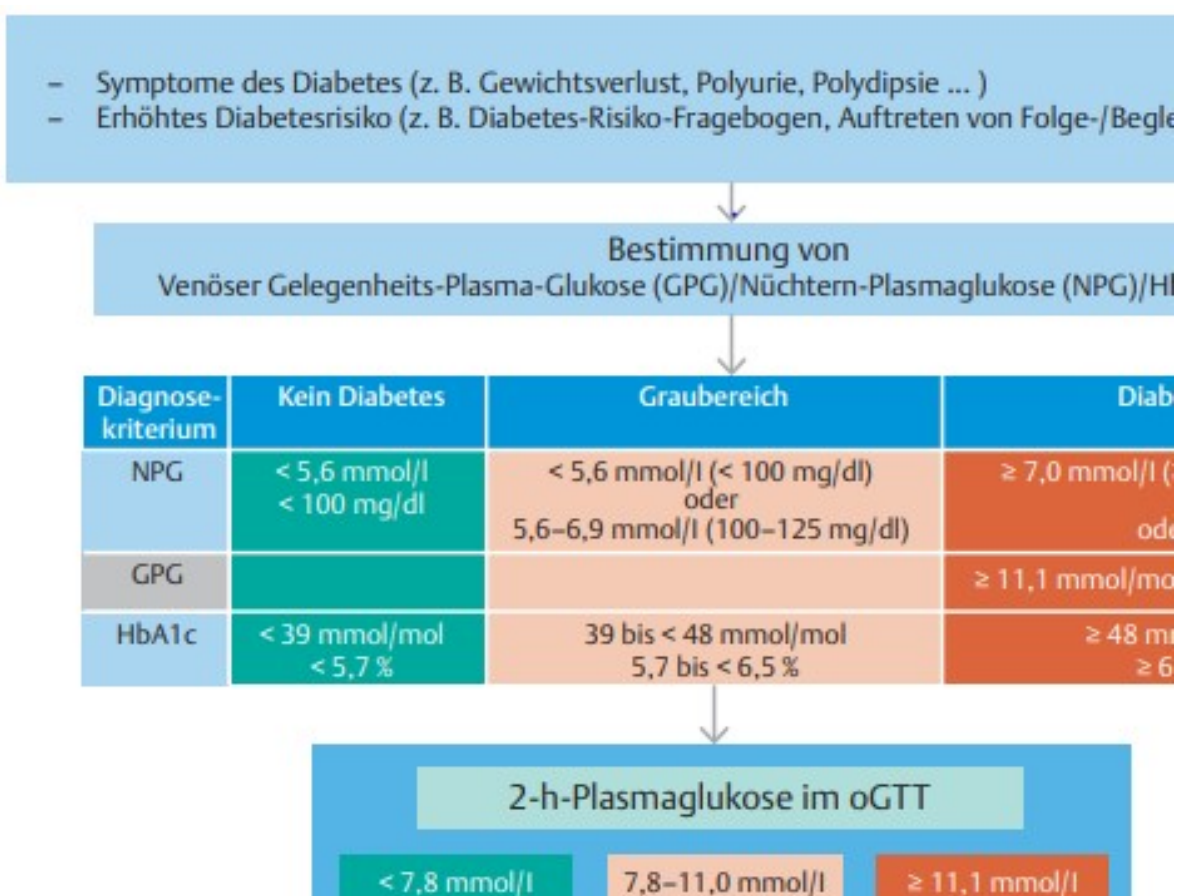 – Symptome des Diabetes (z. B. Gewichtsverlust, Polyurie, Polydipsie ... )
– Erhöhtes Diabetesrisiko (z. B. Diabetes-Risiko-Fragebogen, Auftreten von Folge-/Begle
Bestimmung von
Venöser Gelegenheits-Plasma-Glukose (GPG)/Nüchtern-Plasmaglukose (NPG)/H
Diagnose- Kein Diabetes Graubereich Diab
kriterium
NPG < 5,6 mmol/l < 5,6 mmol/l (< 100 mg/dl) ≥ 7,0 mmol/l (
< 100 mg/dl oder
5,6–6,9 mmol/l (100–125 mg/dl) ode
GPG ≥ 11,1 mmol/mo
HbA1c < 39 mmol/mol 39 bis < 48 mmol/mol ≥ 48 m
< 5,7 % 5,7 bis < 6,5 % ≥ 6
2-h-Plasmaglukose im oGTT
< 7,8 mmol/l 7,8–11,0 mmol/l ≥ 11,1 mmol/l